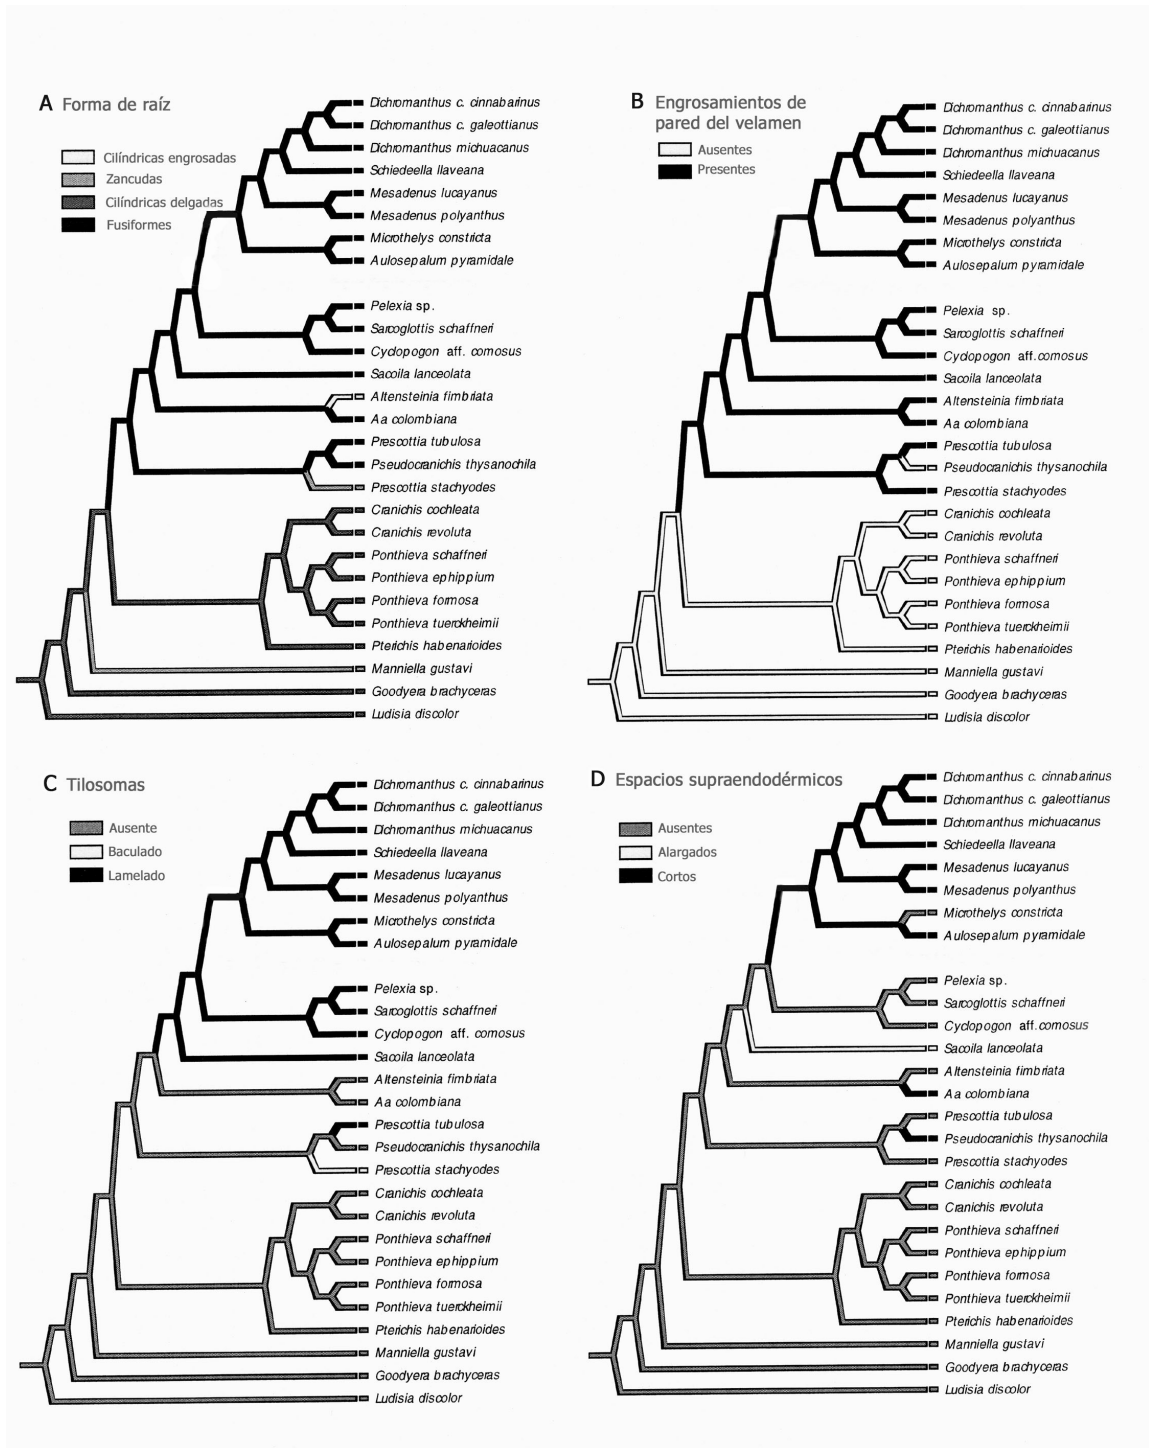 A Forma de raíz
Cilíndricas engrosadas
Zancudas
Cilíndricas delgadas
Fusiformes
Dichromanthus c. cinnabarinus
Dichromanthus c. galeottianus
Dichromanthus michuacanus
Schiedeella llaveana
Mesadenus lucayanus
Mesadenus polyanthus
Microthelys constricta
Aulosepalum pyramidale
Pelexia sp.
Sarcoglottis schaffneri
Cyclopogon aff. comosus
Sacoila lanceolata
Altensteinia fimbriata
Aa colombiana
Prescottia tubulosa
Pseudocranichis thysanochila
Prescottia stachyodes
Cranichis cochleata
Cranichis revoluta
Ponthieva schaffneri
Ponthieva ephippium
Ponthieva formosa
Ponthieva tuerckheimii
Pterichis habenarioides
Manniella gustavi
Goodyera brachyceras
Ludisia discolor
B Engrosamientos de
pared del velamen
Ausentes
Presentes
Dichromanthus c. cinnabarinus
Dichromanthus c. galeottianus
Dichromanthus michuacanus
Schiedeella llaveana
Mesadenus lucayanus
Mesadenus polyanthus
Microthelys constricta
Aulosepalum pyramidale
Pelexia sp.
Sarcoglottis schaffneri
Cyclopogon aff.comosus
Sacoila lanceolata
Altensteinia fimbriata
Aa colombiana
Prescottia tubulosa
Pseudocranichis thysanochila
Prescottia stachyodes
Cranichis cochleata
Cranichis revoluta
Ponthieva schaffneri
Ponthieva ephippium
Ponthieva formosa
Ponthieva tuerckheimii
Pterichis habenarioides
Manniella gustavi
Goodyera brachyceras
Ludisia discolor
C Tilosomas
Ausente
Baculado
Lamelado
Dichromanthus c. cinnabarinus
Dichromanthus c. galeottianus
Dichromanthus michuacanus
Schiedeella llaveana
Mesadenus lucayanus
Mesadenus polyanthus
Microthelys constricta
Aulosepalum pyramidale
Pelexia sp.
Sarcoglottis schaffneri
Cyclopogon aff. comosus
Sacoila lanceolata
Altensteinia fimbriata
Aa colombiana
Prescottia tubulosa
Pseudocranichis thysanochila
Prescottia stachyodes
Cranichis cochleata
Cranichis revoluta
Ponthieva schaffneri
Ponthieva ephippium
Ponthieva formosa
Ponthieva tuerckheimii
Pterichis habenarioides
Manniella gustavi
Goodyera brachyceras
Ludisia discolor
D Espacios supraendodérmicos
Ausentes
Alargados
Cortos
Dichromanthus c. cinnabarinus
Dichromanthus c. galeottianus
Dichromanthus michuacanus
Schiedeella llaveana
Mesadenus lucayanus
Mesadenus polyanthus
Microthelys constricta
Aulosepalum pyramidale
Pelexia sp.
Sarcoglottis schaffneri
Cyclopogon aff.comosus
Sacoila lanceolata
Altensteinia fimbriata
Aa colombiana
Prescottia tubulosa
Pseudocranichis thysanochila
Prescottia stachyodes
Cranichis cochleata
Cranichis revoluta
Ponthieva schaffneri
Ponthieva ephippium
Ponthieva formosa
Ponthieva tuerckheimii
Pterichis habenarioides
Manniella gustavi
Goodyera brachyceras
Ludisia discolor